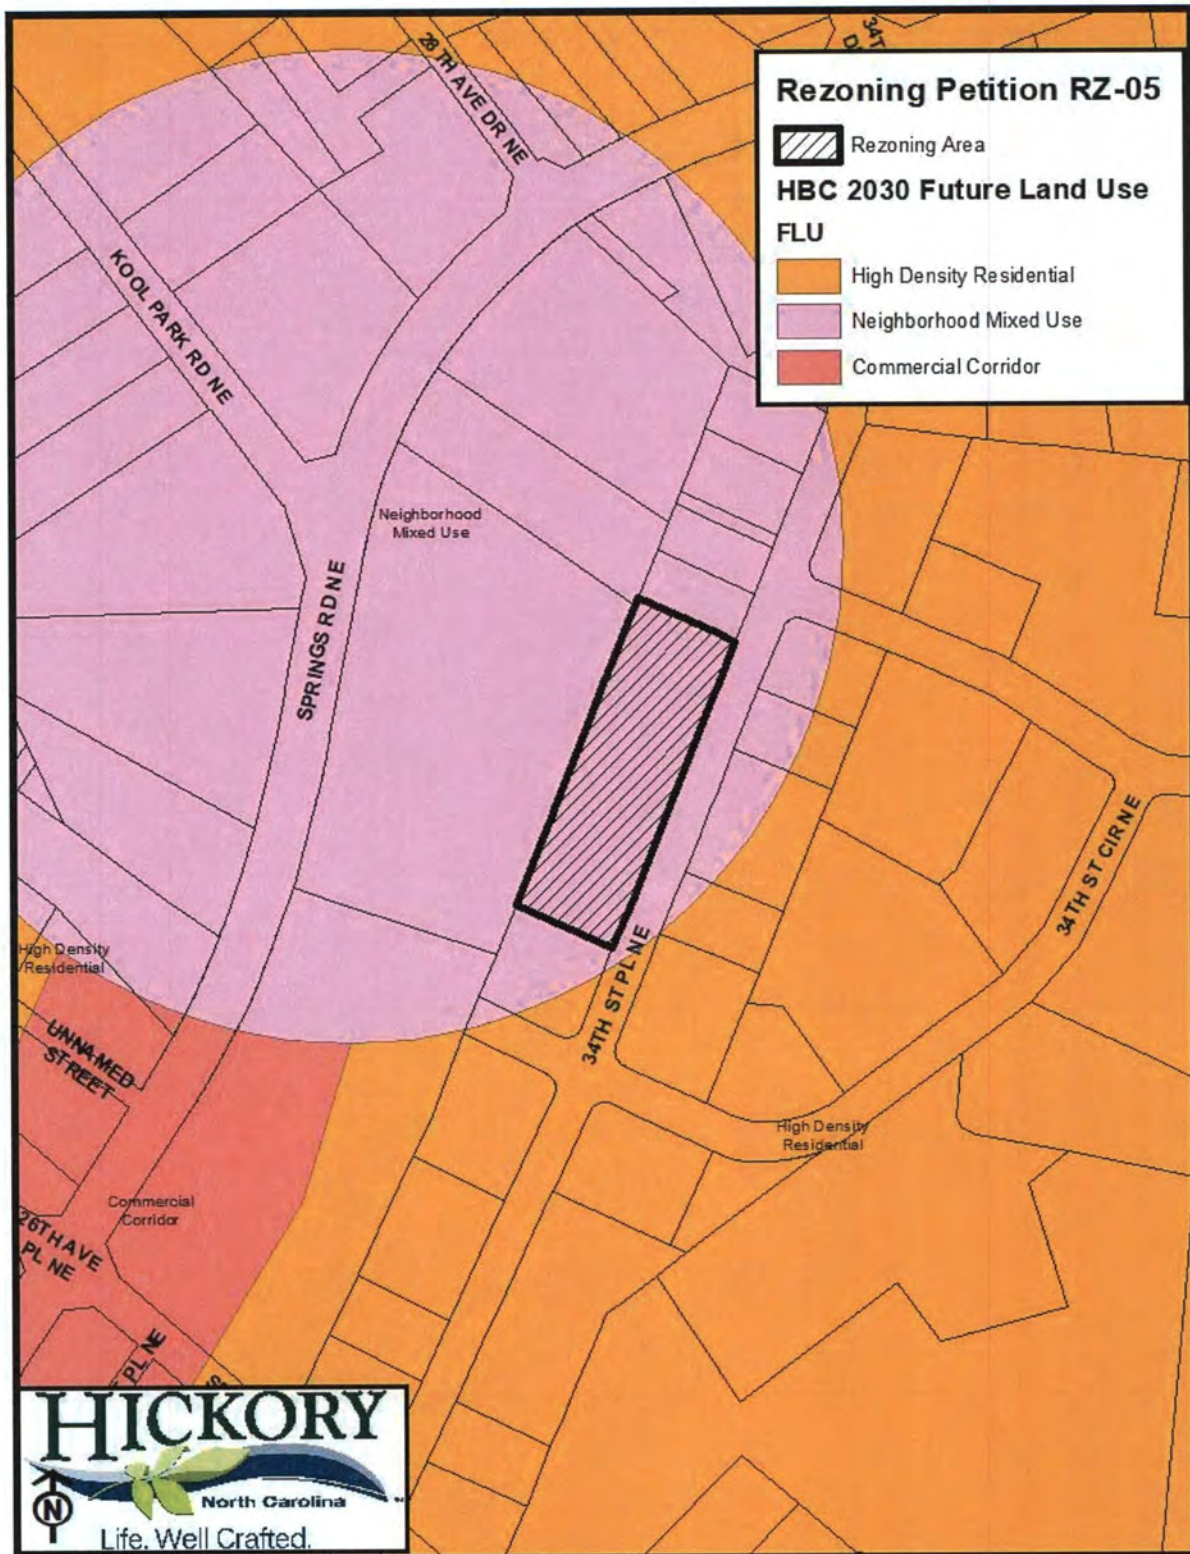 28TH AVE DR NE
34T
D
Rezoning Petition RZ-05
Rezoning Area
HBC 2030 Future Land Use
FLU
High Density Residential
Neighborhood Mixed Use
Commercial Corridor
KOOL PARK RD NE
Neighborhood
Mixed Use
SPRINGS RD NE
34TH ST CIR NE
High Density
Residential
34TH ST PL NE
UNNAMED
STREET
High Density
Residential
Commercial
Corridor
26TH AVE
PL NE
PL NE
HICKORY
North Carolina
N
Life. Well Crafted.